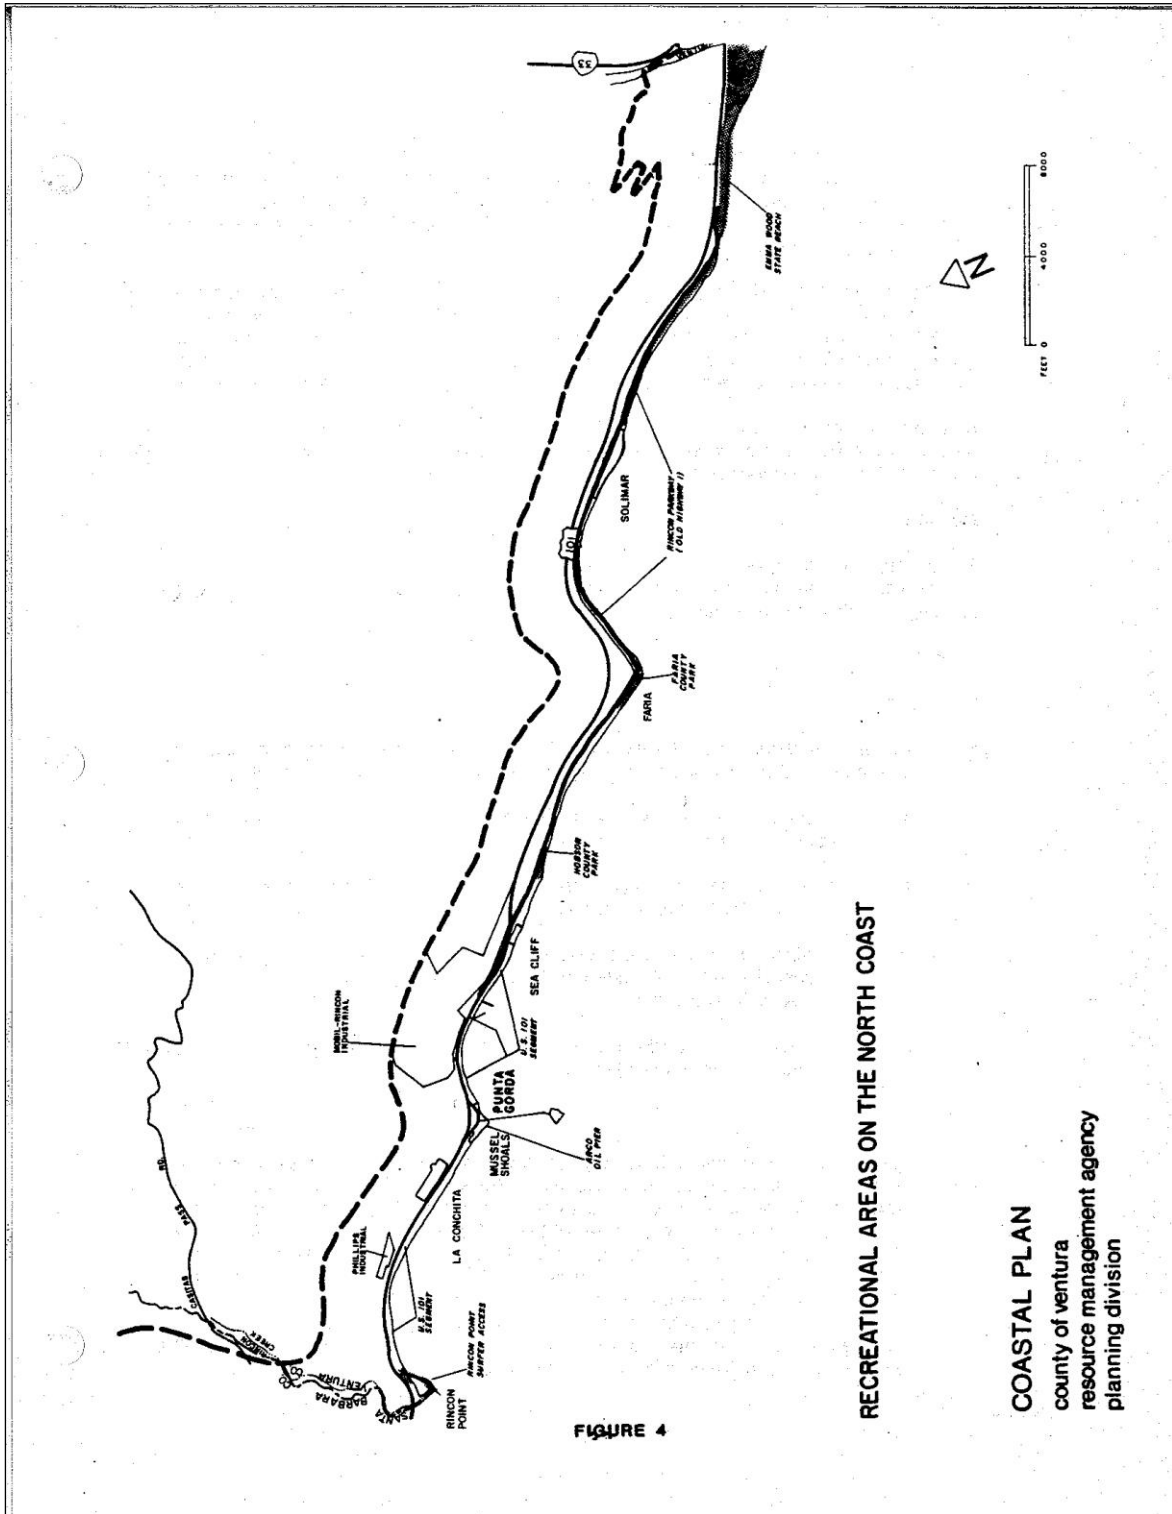 RINCON
CREEK
CASITAS
PASS
RD.
CO.
CO.
BARBARA
VENTURA
RINCON
POINT
RINCON POINT
SURFER ACCESS
U.S. 101
SEGMENT
PHILLIPS
INDUSTRIAL
LA CONCHITA
MUSSEL
SHOALS
PUNTA
GORDA
ARCO
OIL PIER
MOBIL-RINCON
INDUSTRIAL
U.S. 101
SEGMENT
SEA CLIFF
HOBSON
COUNTY
PARK
FARIA
FARIA
COUNTY
PARK
101
RINCON PARKWAY
( OLD HIGHWAY 1)
SOLIMAR
EMMA WOOD
STATE BEACH
33
N
FEET 0 4000 8000
RECREATIONAL AREAS ON THE NORTH COAST
COASTAL PLAN
county of ventura
resource management agency
planning division
FIGURE 4